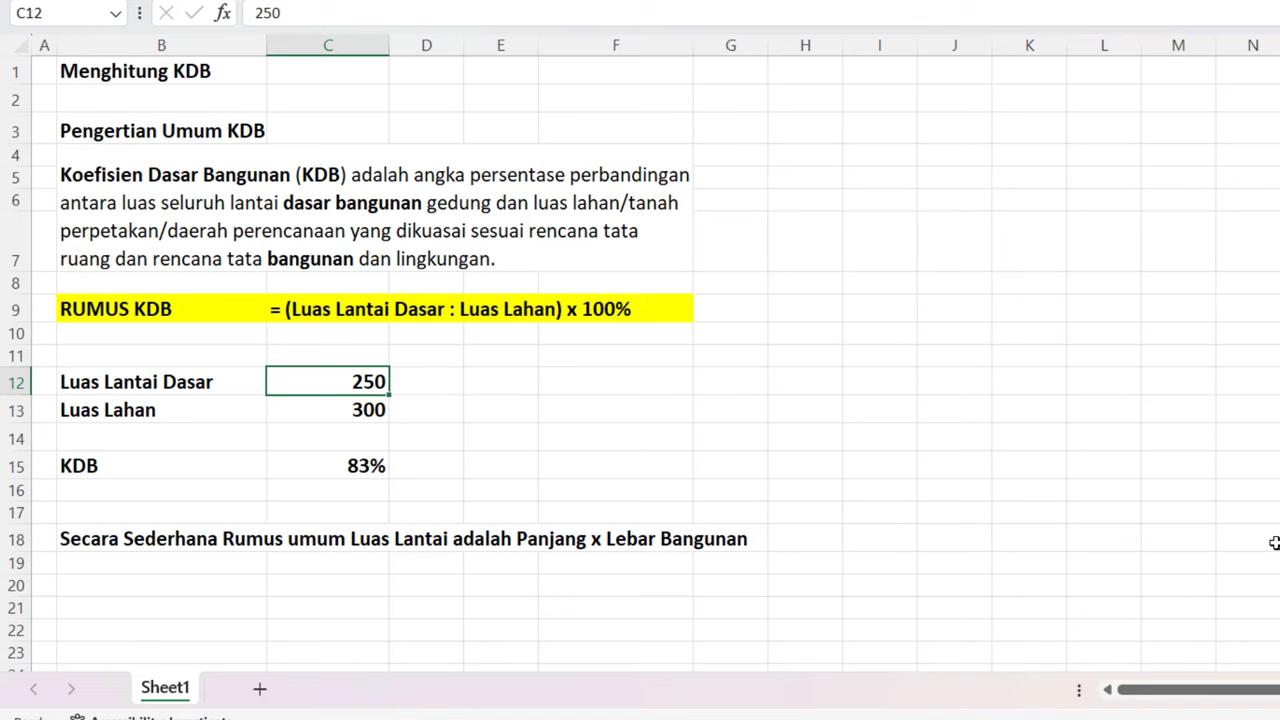 C12
fx
250
A B C D E F G H I J K L M N
1 Menghitung KDB
2
3 Pengertian Umum KDB
4
5 Koefisien Dasar Bangunan (KDB) adalah angka persentase perbandingan
6 antara luas seluruh lantai dasar bangunan gedung dan luas lahan/tanah
perpetakan/daerah perencanaan yang dikuasai sesuai rencana tata
7 ruang dan rencana tata bangunan dan lingkungan.
8
9 RUMUS KDB = (Luas Lantai Dasar : Luas Lahan) x 100%
10
11
12 Luas Lantai Dasar 250
13 Luas Lahan 300
14
15 KDB 83%
16
17
18 Secara Sederhana Rumus umum Luas Lantai adalah Panjang x Lebar Bangunan
19
20
21
22
23
Sheet1